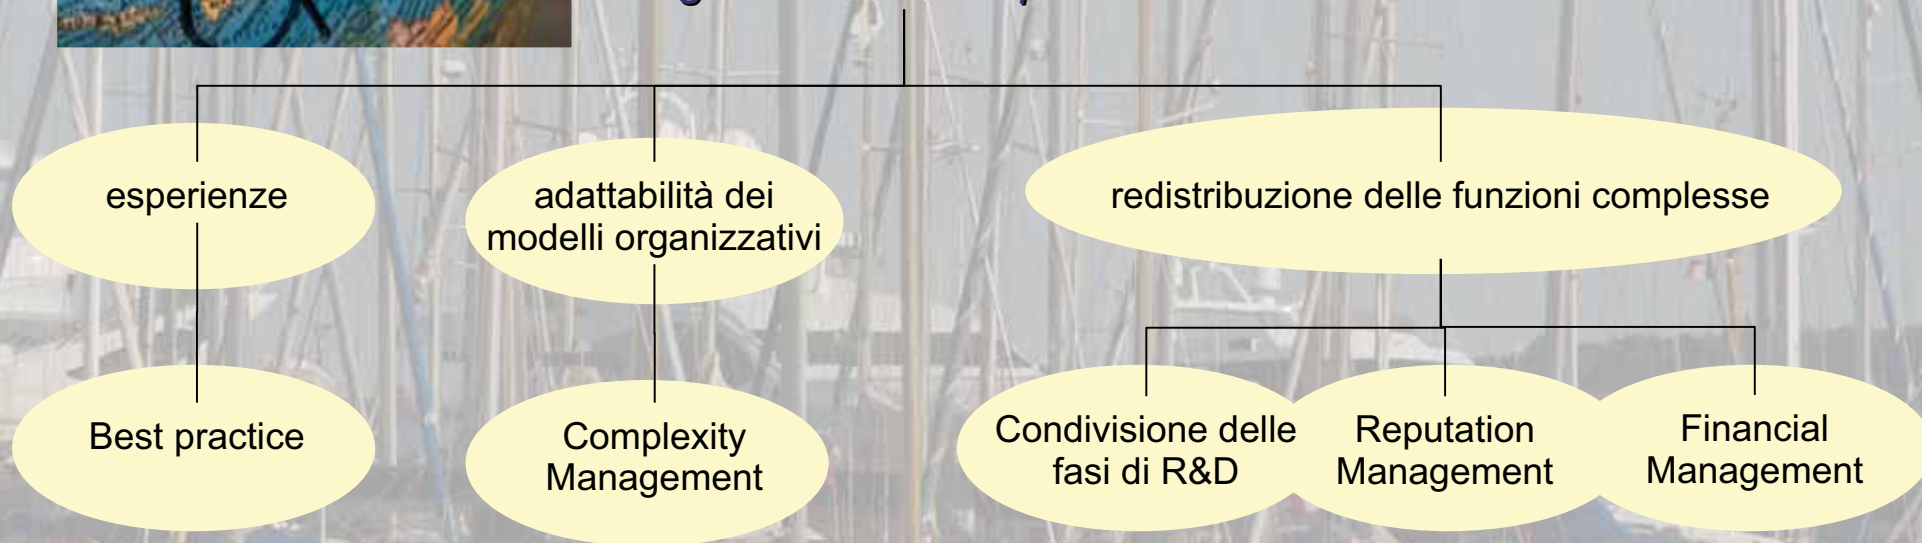 esperienze
adattabilità dei
modelli organizzativi
redistribuzione delle funzioni complesse
Best practice
Complexity
Management
Condivisione delle
fasi di R&D
Reputation
Management
Financial
Management